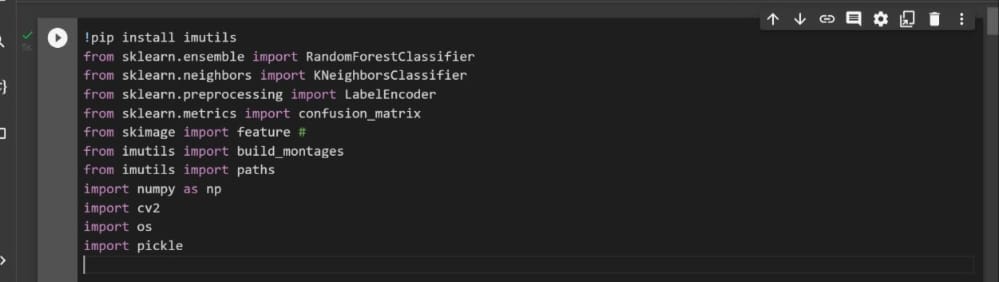 !pip install imutils
from sklearn.ensemble import RandomForestClassifier
from sklearn.neighbors import KNeighborsClassifier
from sklearn.preprocessing import LabelEncoder
from sklearn.metrics import confusion_matrix
from skimage import feature #
from imutils import build_montages
from imutils import paths
import numpy as np
import cv2
import os
import pickle